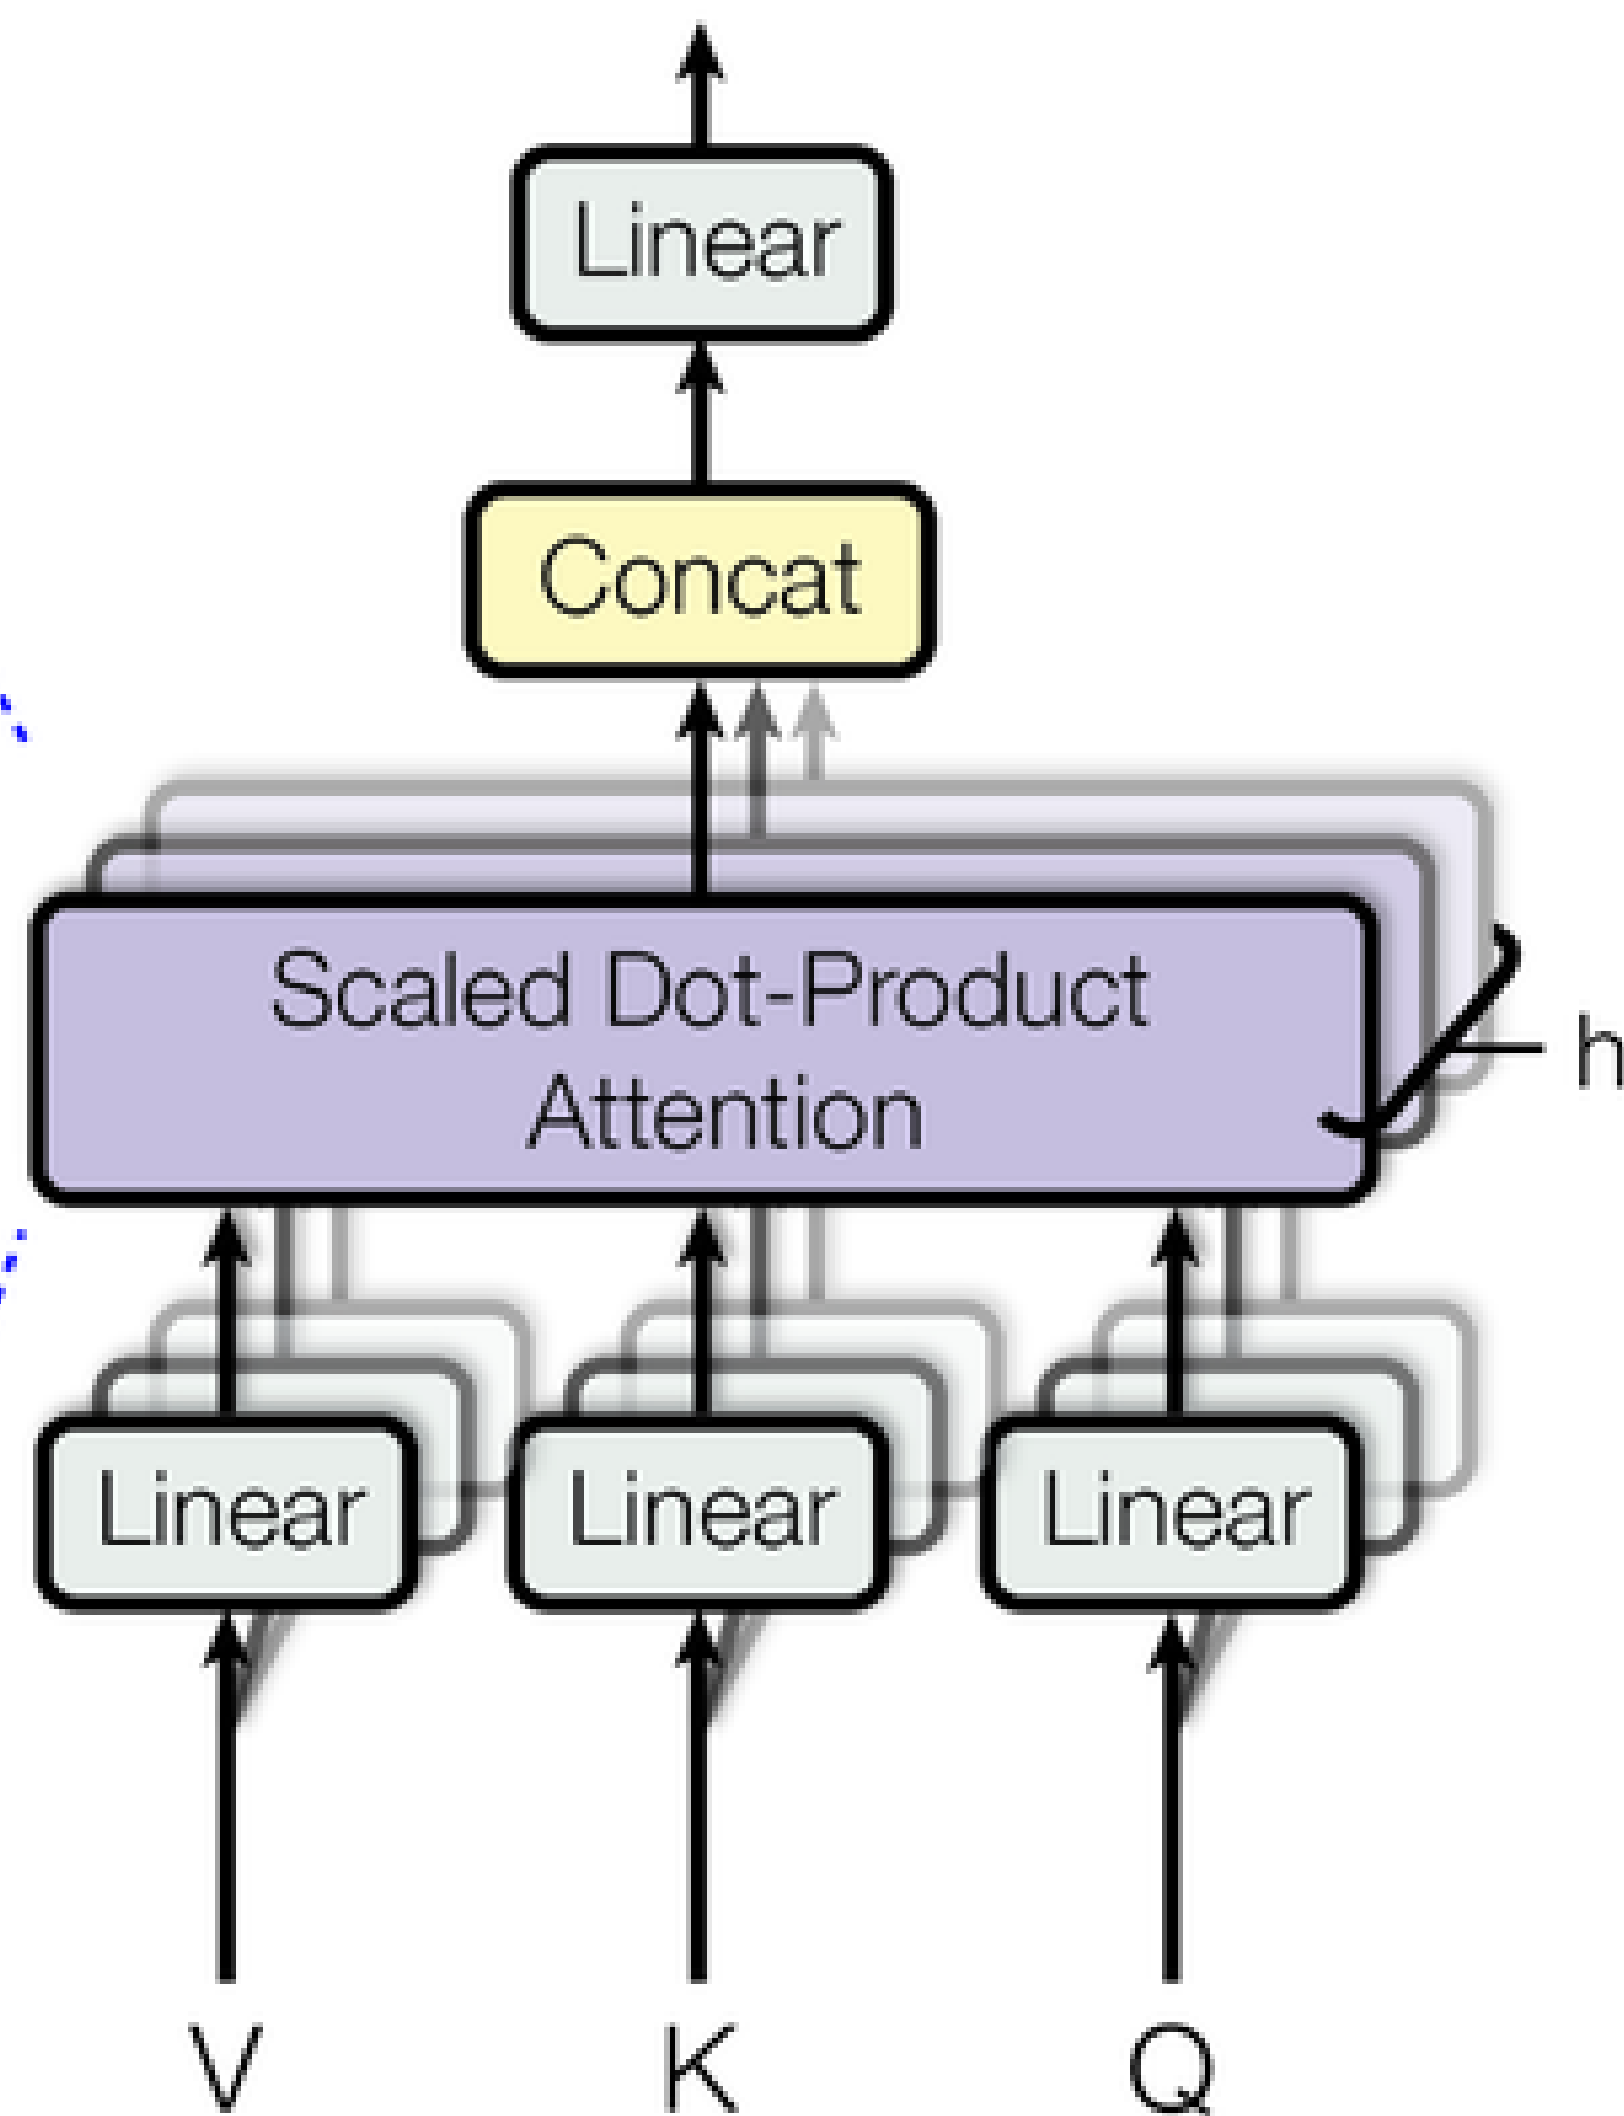 Linear
Concat
Scaled Dot-Product
Attention
h
Linear Linear Linear
V K Q